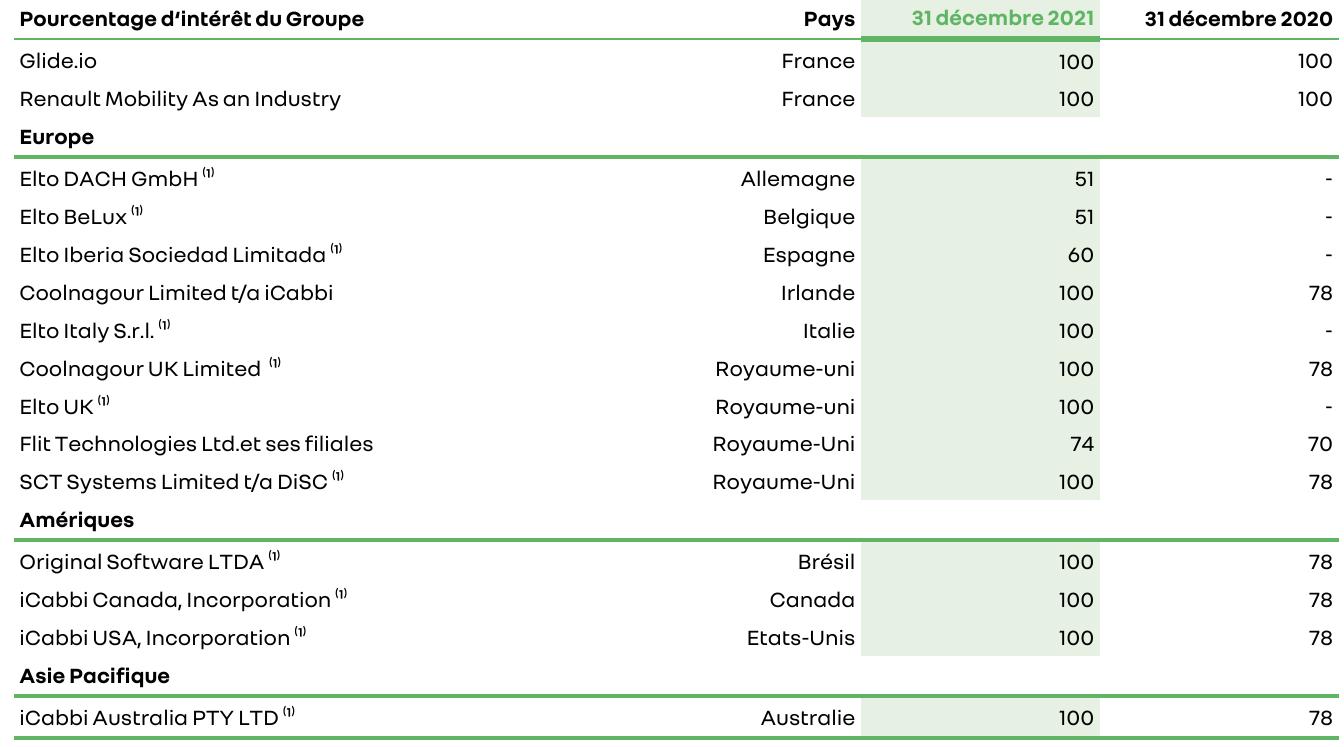 Pourcentage d‘intérêt du Groupe Pays 31 décembre 2021 31 décembre 2020
Glide.io France 100 100
Renault Mobility As an Industry France 100 100
Europe
Elto DACH GmbH (1) Allemagne 51 -
Elto BeLux (1) Belgique 51 -
Elto Iberia Sociedad Limitada (1) Espagne 60 -
Coolnagour Limited t/a iCabbi Irlande 100 78
Elto Italy S.r.l. (1) Italie 100 -
Coolnagour UK Limited (1) Royaume-uni 100 78
Elto UK (1) Royaume-uni 100 -
Flit Technologies Ltd.et ses filiales Royaume-Uni 74 70
SCT Systems Limited t/a DiSC (1) Royaume-Uni 100 78
Amériques
Original Software LTDA (1) Brésil 100 78
iCabbi Canada, Incorporation (1) Canada 100 78
iCabbi USA, Incorporation (1) Etats-Unis 100 78
Asie Pacifique
iCabbi Australia PTY LTD (1) Australie 100 78